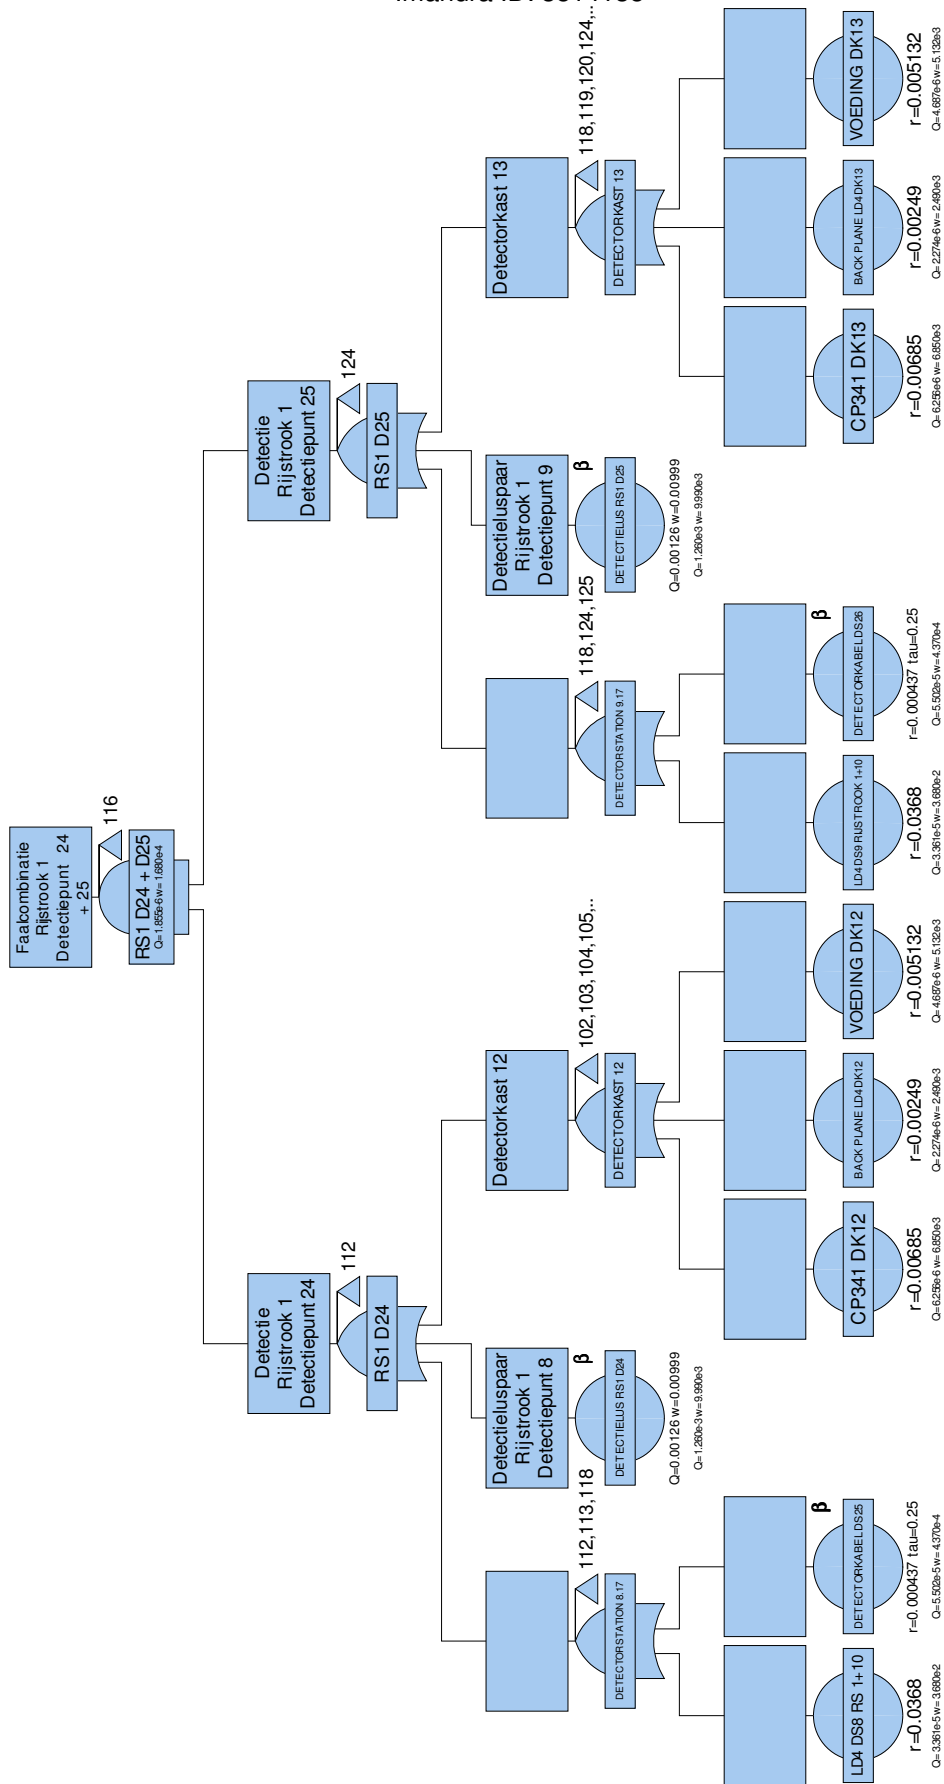 Faalcombinatie
Rijstrook 1
Detectiepunt 24
+ 25
116
RS1 D24 + D25
Q=1.855e-6 w=1.680e-4
Detectie
Rijstrook 1
Detectiepunt 24
112
RS1 D24
Detectie
Rijstrook 1
Detectiepunt 25
124
RS1 D25
112,113,118
DETECTORSTATION 8.17
Detectieluspaar
Rijstrook 1
Detectiepunt 8
β
DETECTIELUS RS1 D24
Q=0.00126 w=0.00999
Q=1.260e-3 w=9.990e-3
Detectorkast 12
102,103,104,105,..
DETECTORKAST 12
118,124,125
DETECTORSTATION 9.17
Detectieluspaar
Rijstrook 1
Detectiepunt 9
β
DETECTIELUS RS1 D25
Q=0.00126 w=0.00999
Q=1.260e-3 w=9.990e-3
Detectorkast 13
118,119,120,124,..
DETECTORKAST 13
LD4 DS8 RS 1+10
r=0.0368
Q=3.361e-5 w=3.680e-2
β
DETECTORKABEL DS25
r=0.000437 tau=0.25
Q=5.502e-5 w=4.370e-4
CP341 DK12
r=0.00685
Q=6.256e-6 w=6.850e-3
BACK PLANE LD4 DK12
r=0.00249
Q=2.274e-6 w=2.490e-3
VOEDING DK12
r=0.005132
Q=4.687e-6 w=5.132e-3
LD4 DS9 RIJSTROOK 1+10
r=0.0368
Q=3.361e-5 w=3.680e-2
β
DETECTORKABEL DS26
r=0.000437 tau=0.25
Q=5.502e-5 w=4.370e-4
CP341 DK13
r=0.00685
Q=6.256e-6 w=6.850e-3
BACK PLANE LD4 DK13
r=0.00249
Q=2.274e-6 w=2.490e-3
VOEDING DK13
r=0.005132
Q=4.687e-6 w=5.132e-3